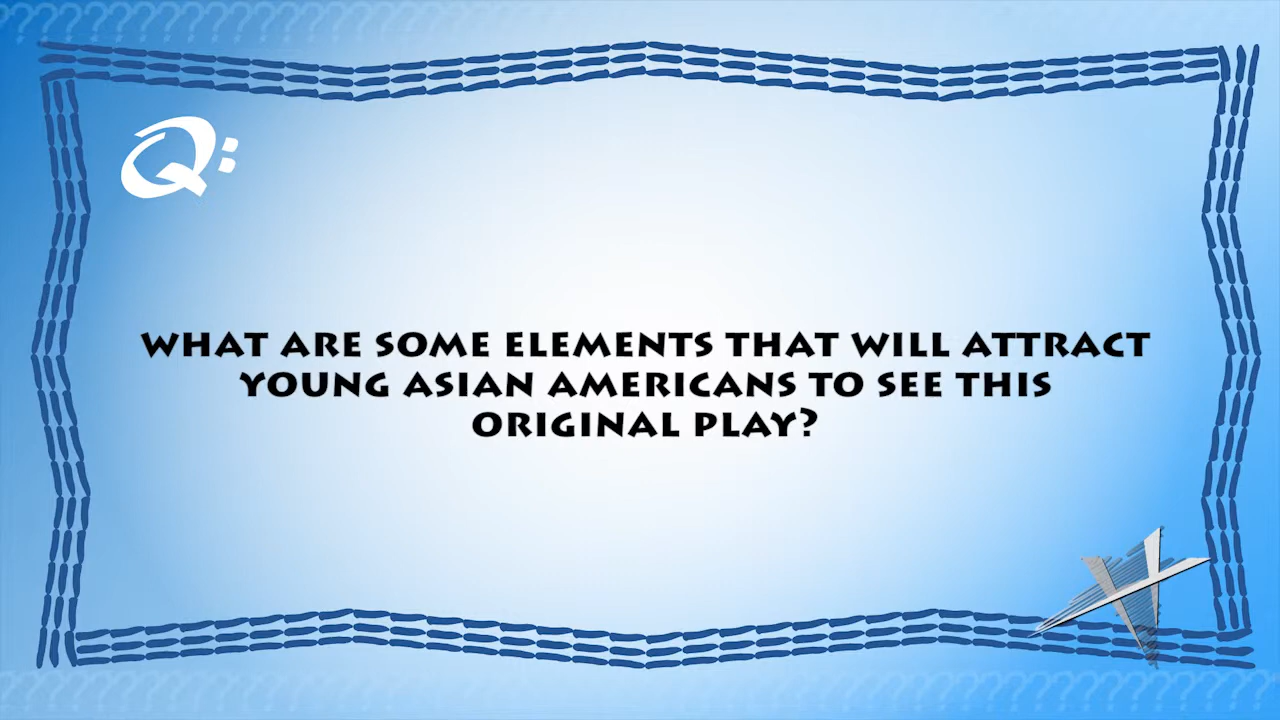 Q:
WHAT ARE SOME ELEMENTS THAT WILL ATTRACT
YOUNG ASIAN AMERICANS TO SEE THIS
ORIGINAL PLAY?